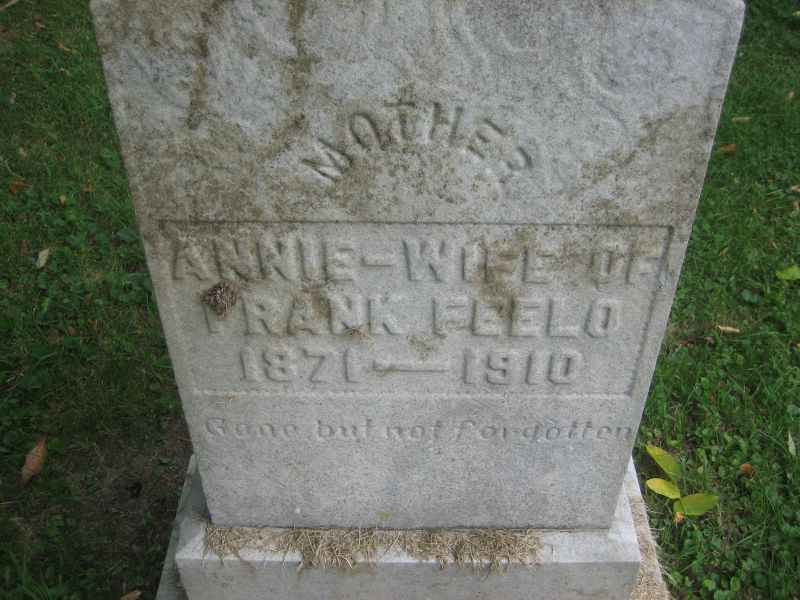 MOTHER
ANNIE-WIFE OF
FRANK FEELO
1871-1910
Gone but not forgotten